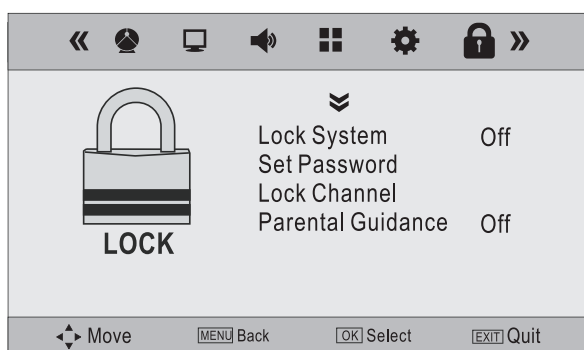 Lock System Off
Set Password
Lock Channel
Parental Guidance Off
LOCK
Move MENU Back OK Select EXIT Quit